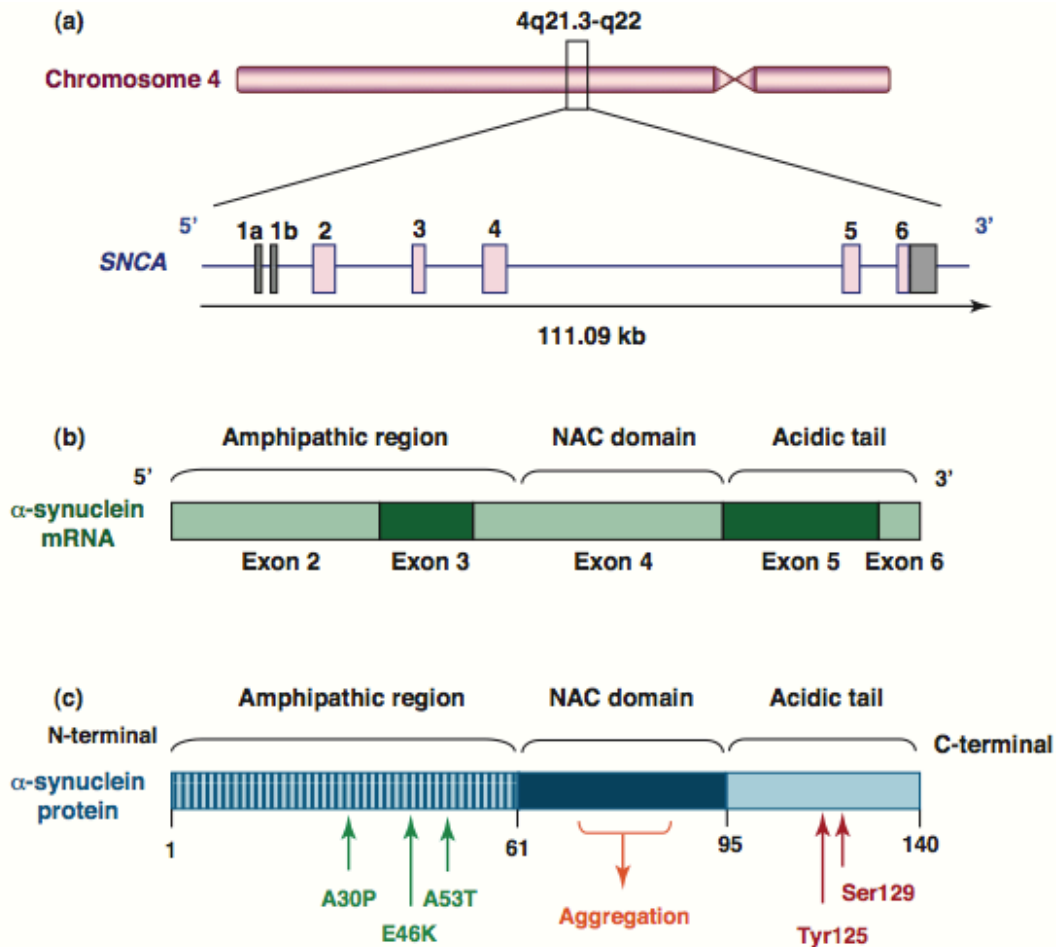 (a)
4q21.3-q22
Chromosome 4
5’
3’
1a 1b 2 3 4 5 6
SNCA
111.09 kb
(b)
Amphipathic region NAC domain Acidic tail
5’
3’
α-synuclein
mRNA
Exon 2 Exon 3 Exon 4 Exon 5 Exon 6
(c)
Amphipathic region NAC domain Acidic tail
N-terminal
C-terminal
α-synuclein
protein
1 61 95 140
A30P A53T
E46K
Aggregation
Ser129
Tyr125